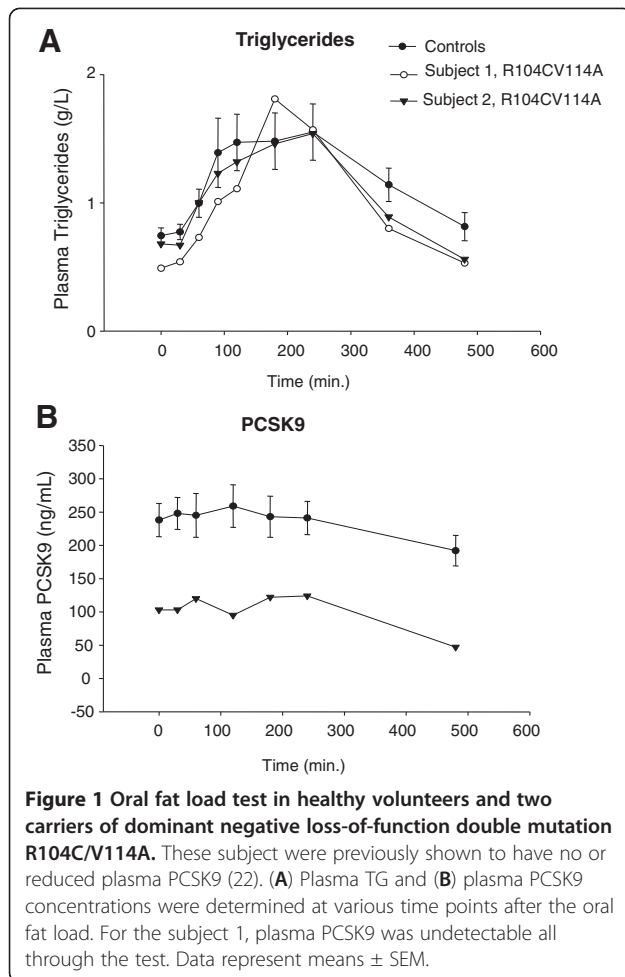 A
Triglycerides
Controls
Subject 1, R104CV114A
Subject 2, R104CV114A
Plasma Triglycerides (g/L)
2
1
0
0 100 200 300 400 500 600
Time (min.)
B
PCSK9
Plasma PCSK9 (ng/mL)
350
300
250
200
150
100
50
0
-50
0 100 200 300 400 500 600
Time (min.)
Figure 1 Oral fat load test in healthy volunteers and two
carriers of dominant negative loss-of-function double mutation
R104C/V114A. These subject were previously shown to have no or
reduced plasma PCSK9 (22). (A) Plasma TG and (B) plasma PCSK9
concentrations were determined at various time points after the oral
fat load. For the subject 1, plasma PCSK9 was undetectable all
through the test. Data represent means ± SEM.